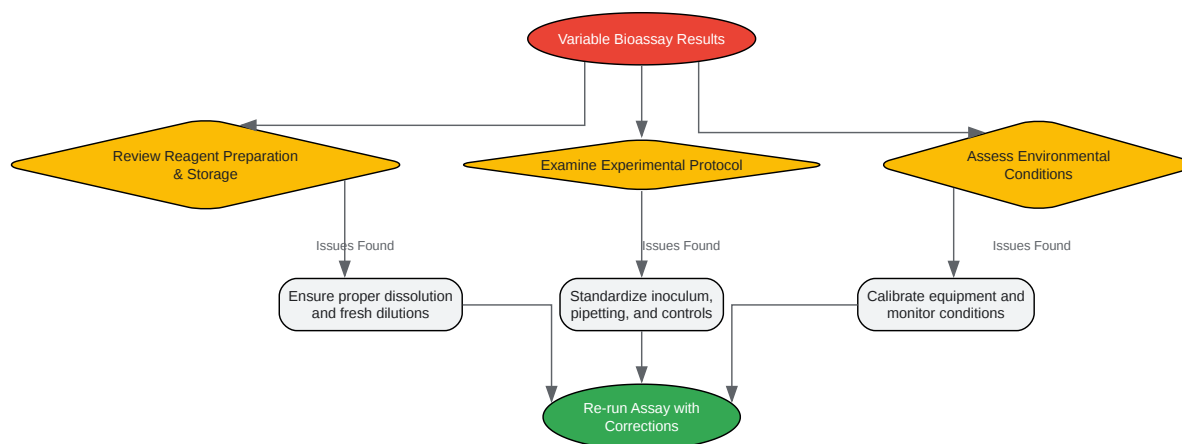 Variable Bioassay Results
Review Reagent Preparation
& Storage
Examine Experimental Protocol
Assess Environmental
Conditions
Issues Found
Issues Found
Issues Found
Ensure proper dissolution
and fresh dilutions
Standardize inoculum,
pipetting, and controls
Calibrate equipment and
monitor conditions
Re-run Assay with
Corrections